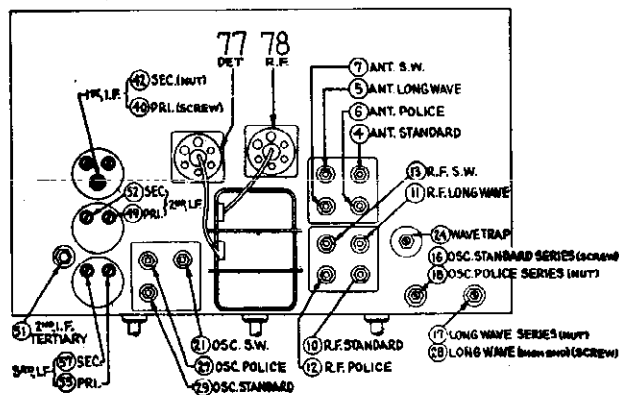 77 78
DET R.F.
42 SEC. (NUT)
1ST I.F.
40 PRI. (SCREW)
7 ANT. S.W.
5 ANT. LONG WAVE
6 ANT. POLICE
4 ANT. STANDARD
13 R.F. S.W.
11 R.F. LONG WAVE
52 SEC.
49 PRI. 2ND I.F.
24 WAVE TRAP
16 OSC. STANDARD SERIES (SCREW)
18 OSC. POLICE SERIES (NUT)
51 2ND I.F. TERTIARY
57 SEC.
3RD I.F.
55 PRI.
21 OSC. S.W.
27 OSC. POLICE
29 OSC. STANDARD
10 R.F. STANDARD
12 R.F. POLICE
17 LONG WAVE SERIES (NUT)
28 LONG WAVE (HIGH END) (SCREW)